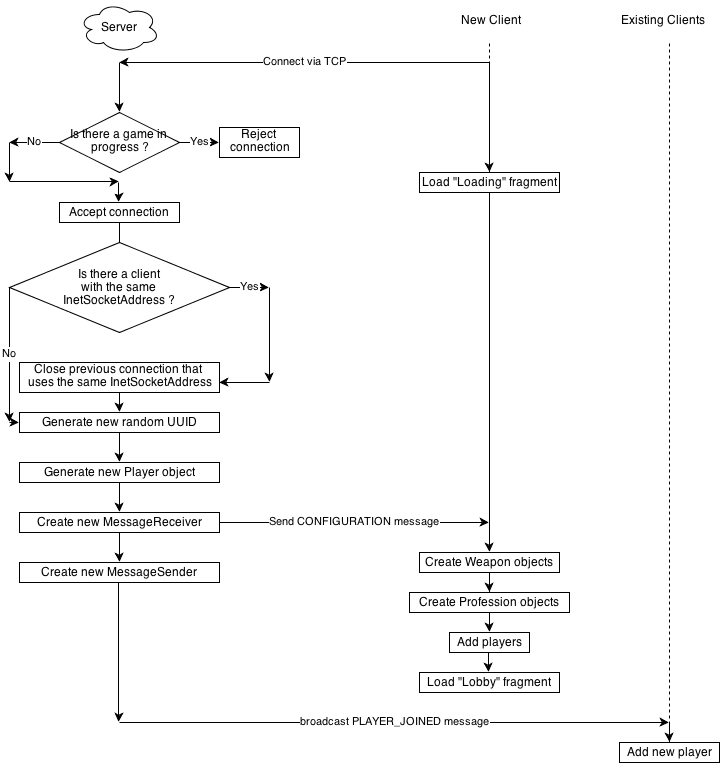 Server
New Client
Existing Clients
Connect via TCP
Is there a game in
progress ?
No
Yes
Reject
connection
Load "Loading" fragment
Accept connection
Is there a client
with the same
InetSocketAddress ?
Yes
No
Close previous connection that
uses the same InetSocketAddress
Generate new random UUID
Generate new Player object
Create new MessageReceiver
Send CONFIGURATION message
Create Weapon objects
Create new MessageSender
Create Profession objects
Add players
Load "Lobby" fragment
broadcast PLAYER_JOINED message
Add new player